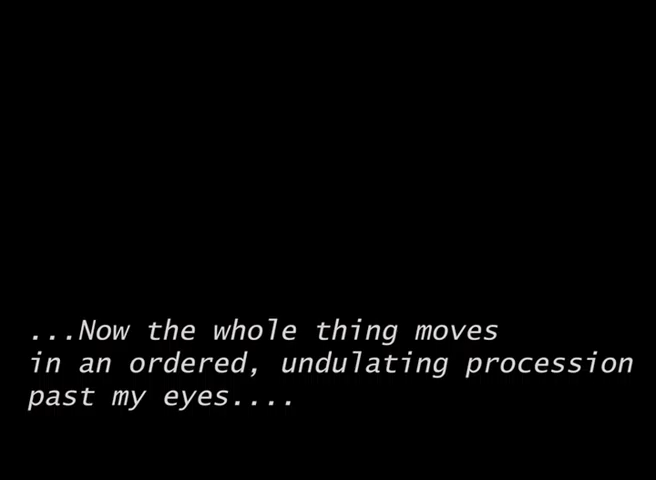 ...Now the whole thing moves
in an ordered, undulating procession
past my eyes....